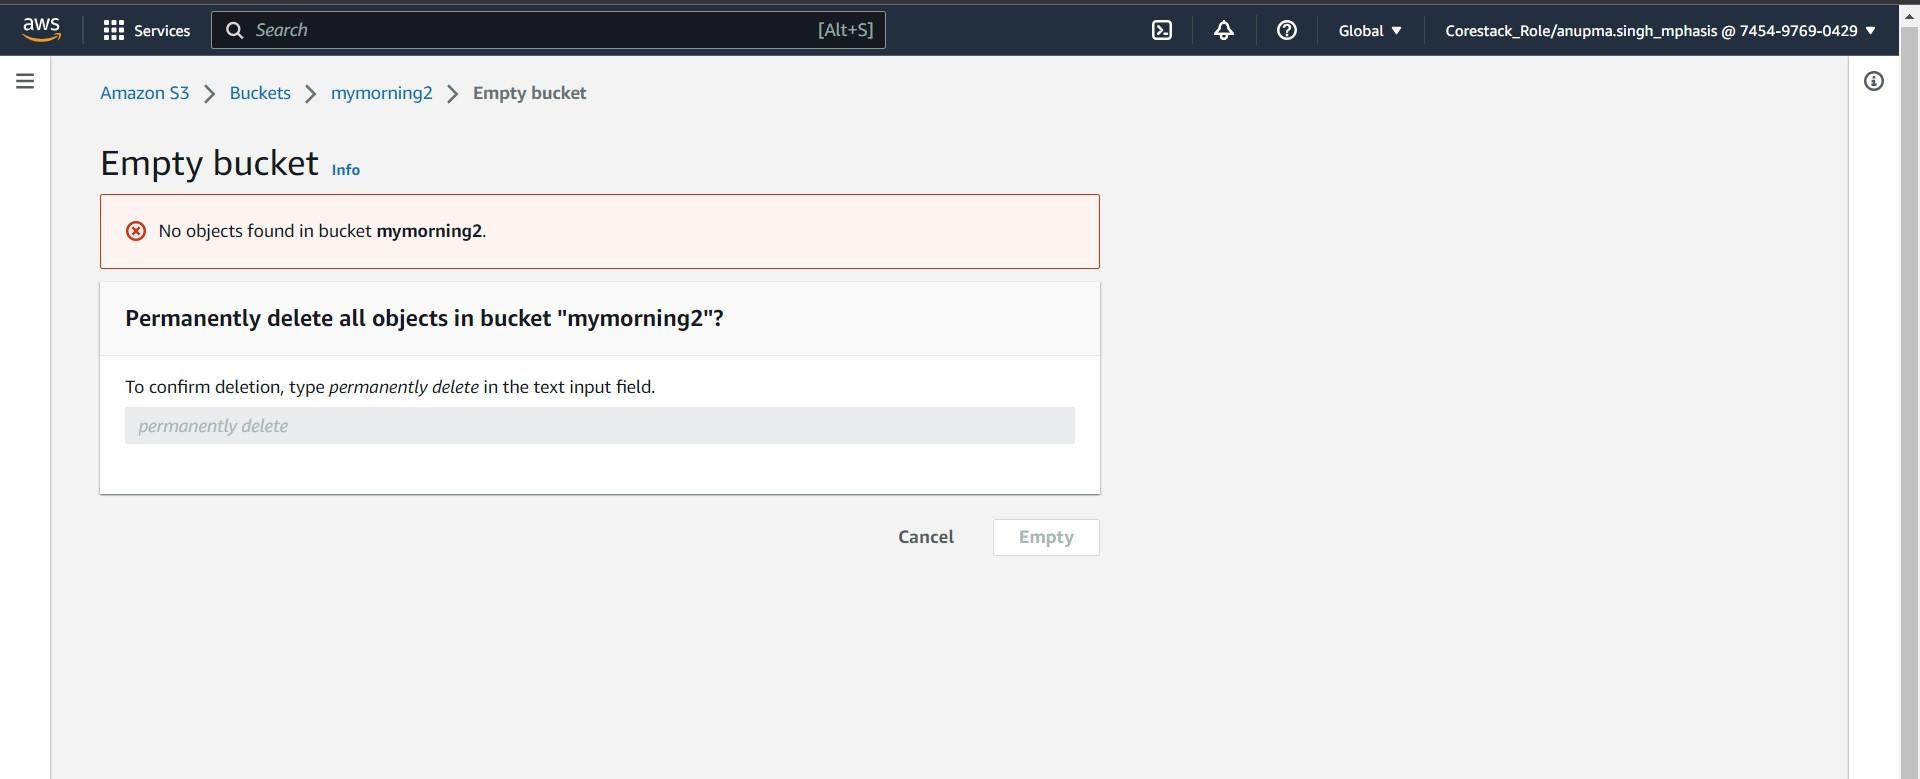 aws Services Search [Alt+S] Global Corestack_Role/anupma.singh_mphasis @ 7454-9769-0429
Amazon S3 Buckets mymorning2 Empty bucket
Empty bucket Info
No objects found in bucket mymorning2.
Permanently delete all objects in bucket "mymorning2"?
To confirm deletion, type permanently delete in the text input field.
permanently delete
Cancel Empty